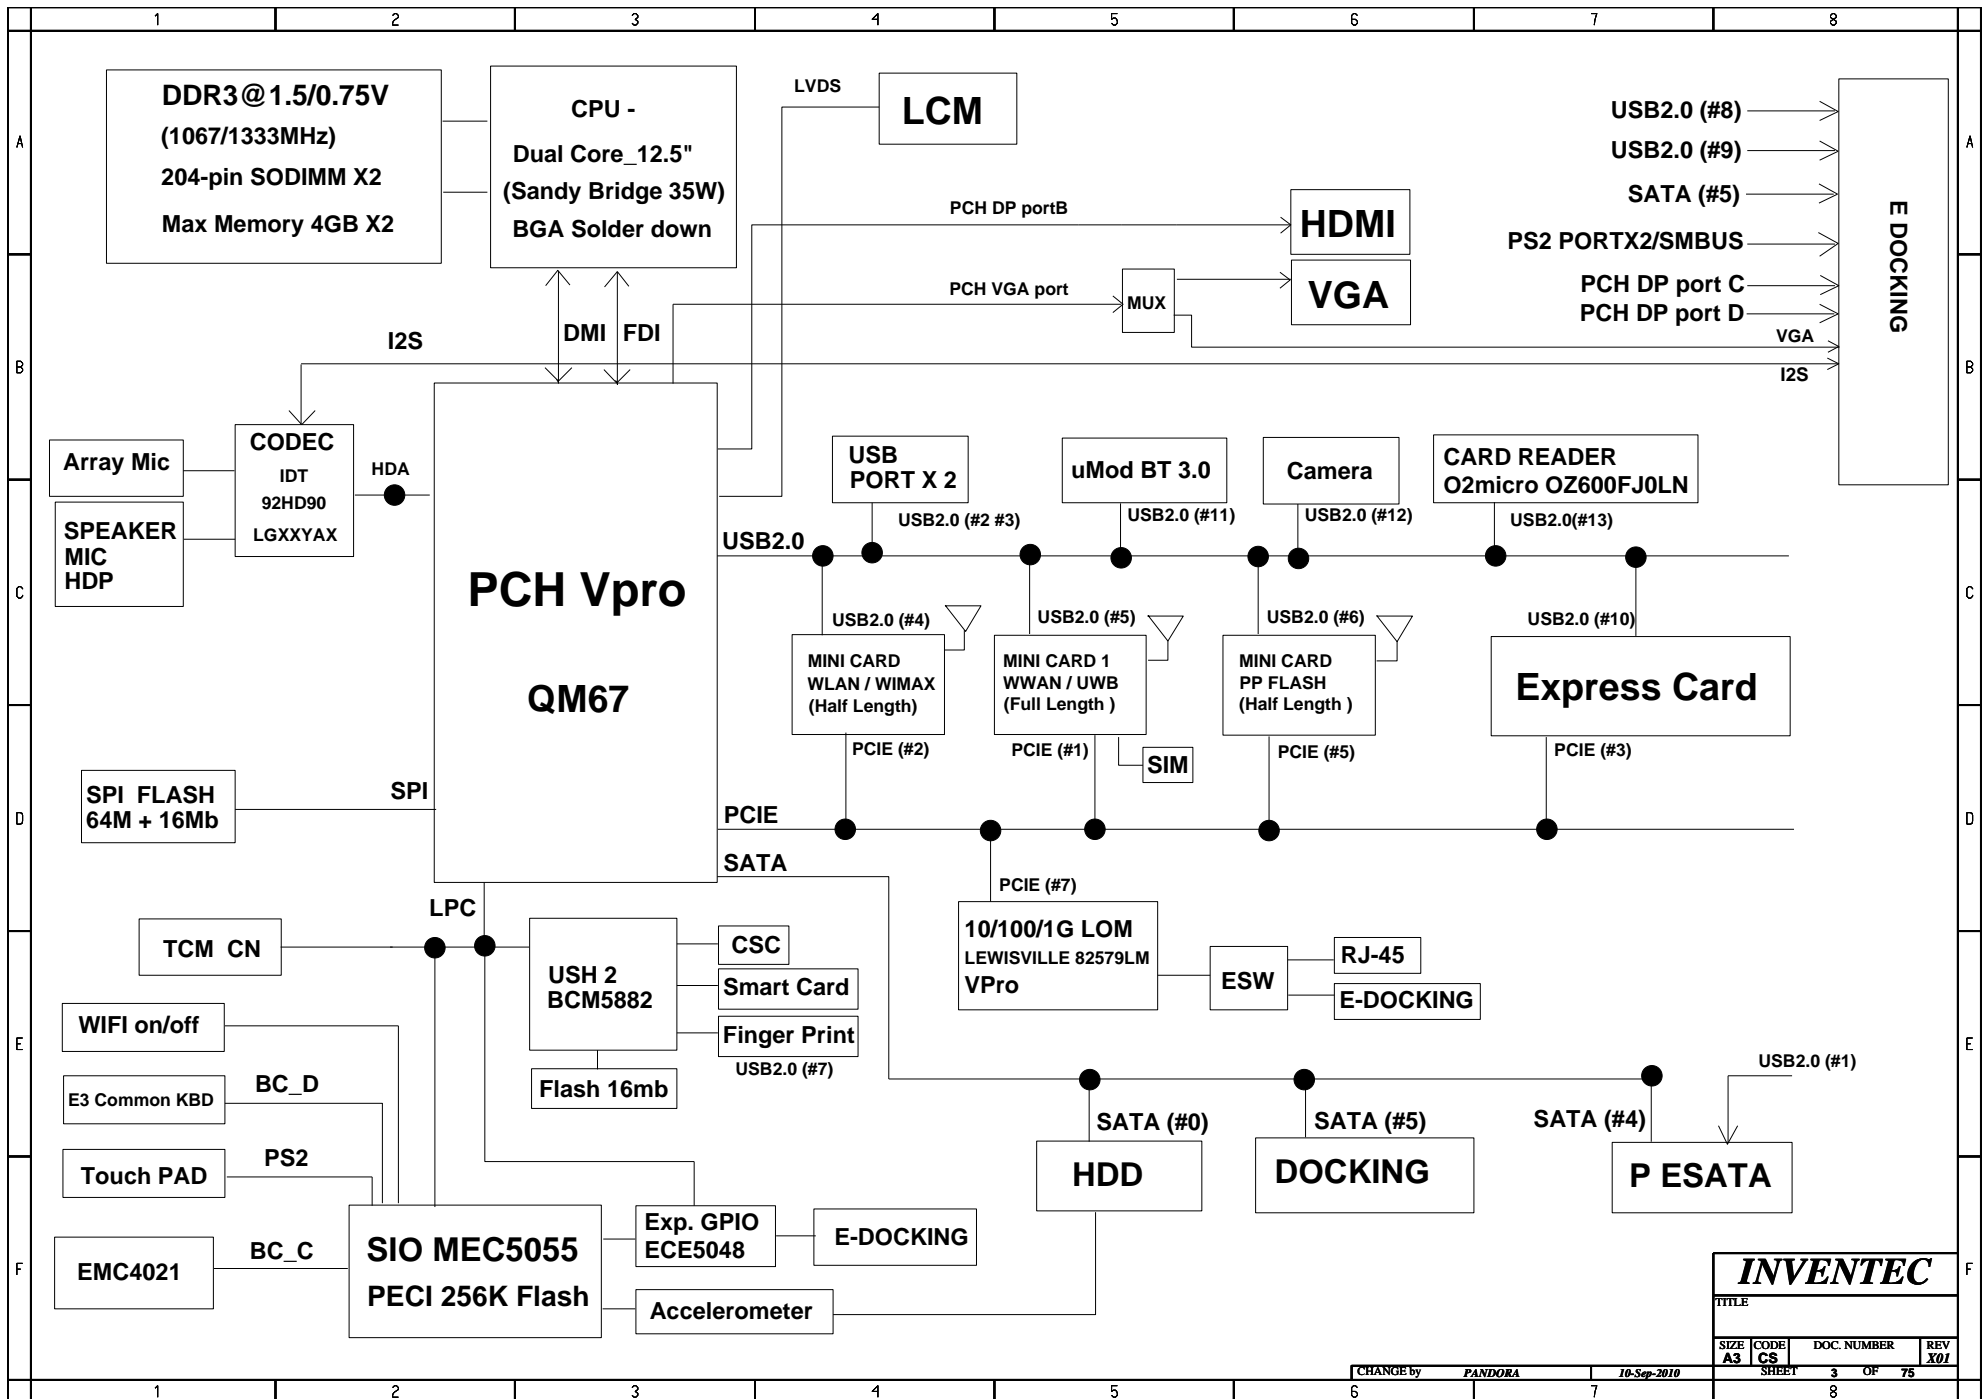 1 2 3 4 5 6 7 8
A
B
C
D
E
F
A
B
C
D
E
F
DDR3@1.5/0.75V
(1067/1333MHz)
204-pin SODIMM X2
Max Memory 4GB X2
CPU -
Dual Core_12.5"
(Sandy Bridge 35W)
BGA Solder down
LVDS
LCM
PCH DP portB
HDMI
PCH VGA port
MUX
VGA
USB2.0 (#8)
USB2.0 (#9)
SATA (#5)
PS2 PORTX2/SMBUS
PCH DP port C
PCH DP port D
VGA
I2S
E DOCKING
DMI
FDI
I2S
Array Mic
SPEAKER
MIC
HDP
CODEC
IDT
92HD90
LGXXYAX
HDA
PCH Vpro
QM67
USB
PORT X 2
USB2.0 (#2 #3)
uMod BT 3.0
USB2.0 (#11)
Camera
USB2.0 (#12)
CARD READER
O2micro OZ600FJ0LN
USB2.0(#13)
USB2.0
USB2.0 (#4)
MINI CARD
WLAN / WIMAX
(Half Length)
PCIE (#2)
USB2.0 (#5)
MINI CARD 1
WWAN / UWB
(Full Length )
PCIE (#1)
SIM
USB2.0 (#6)
MINI CARD
PP FLASH
(Half Length )
PCIE (#5)
USB2.0 (#10)
Express Card
PCIE (#3)
SPI FLASH
64M + 16Mb
SPI
PCIE
SATA
LPC
PCIE (#7)
10/100/1G LOM
LEWISVILLE 82579LM
VPro
ESW
RJ-45
E-DOCKING
TCM CN
USH 2
BCM5882
CSC
Smart Card
Finger Print
USB2.0 (#7)
Flash 16mb
WIFI on/off
E3 Common KBD
BC_D
Touch PAD
PS2
EMC4021
BC_C
SIO MEC5055
PECI 256K Flash
Exp. GPIO
ECE5048
E-DOCKING
Accelerometer
SATA (#0)
HDD
SATA (#5)
DOCKING
SATA (#4)
USB2.0 (#1)
P ESATA
INVENTEC
TITLE
SIZE CODE DOC. NUMBER REV
A3 CS X01
CHANGE by PANDORA 10-Sep-2010 SHEET 3 OF 75
1 2 3 4 5 6 7 8